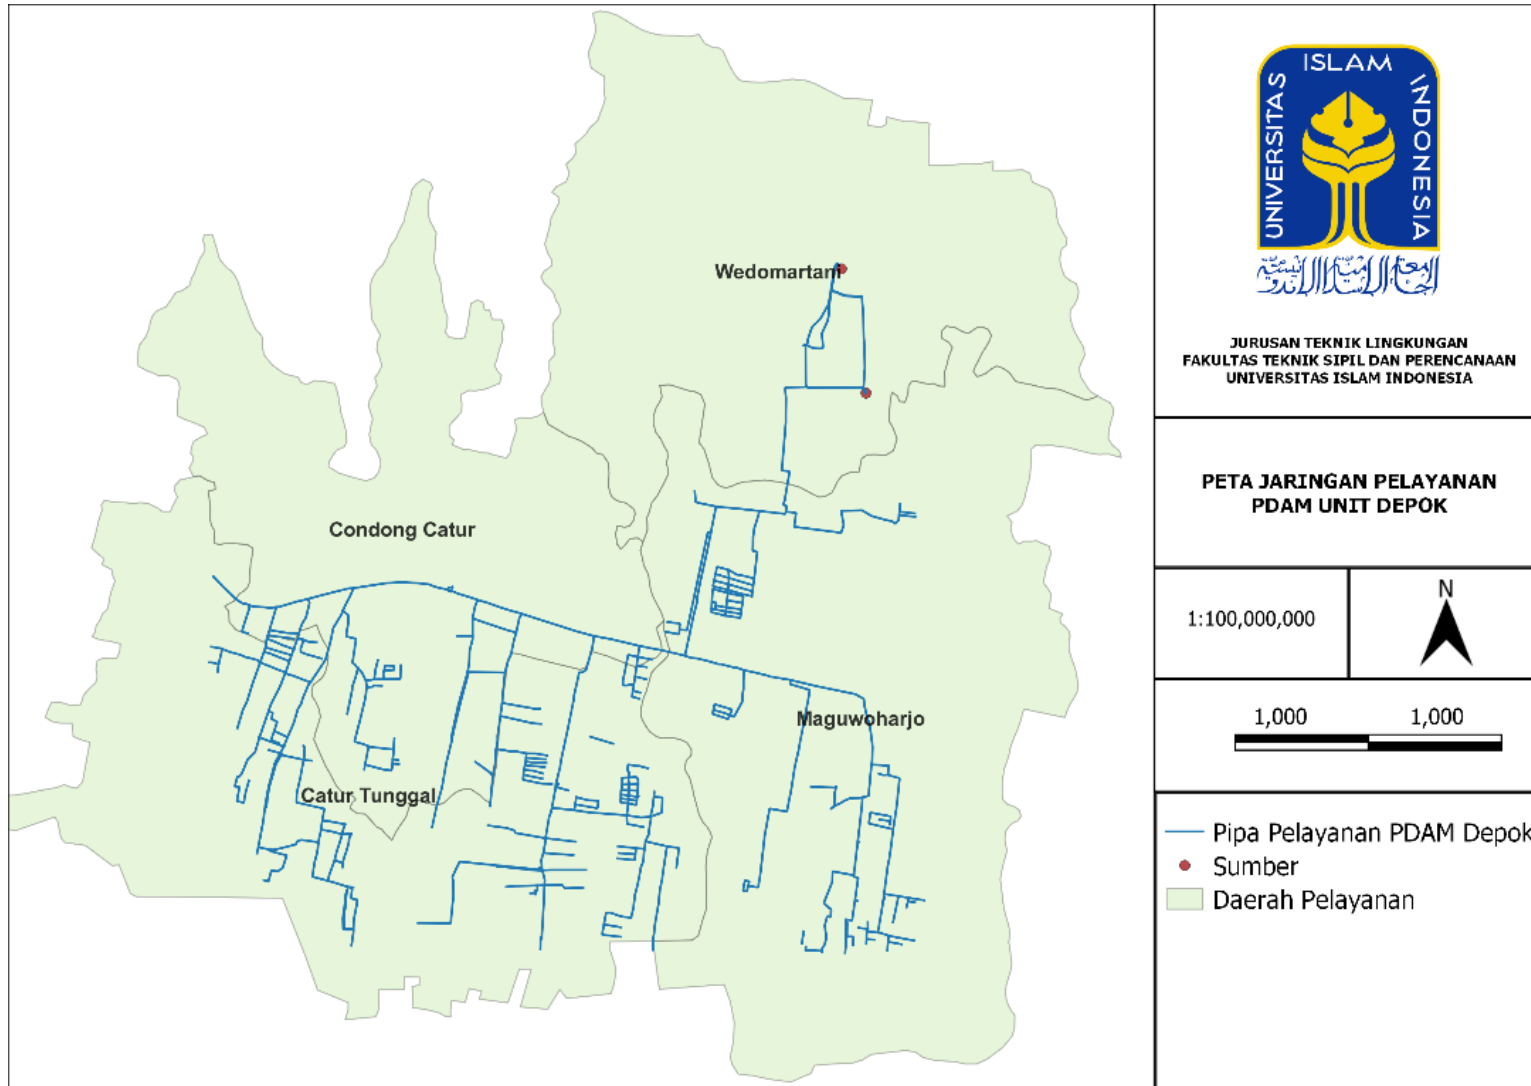 Wedomartani
Condong Catur
Maguwoharjo
Catur Tunggal
UNIVERSITAS ISLAM INDONESIA
JURUSAN TEKNIK LINGKUNGAN
FAKULTAS TEKNIK SIPIL DAN PERENCANAAN
UNIVERSITAS ISLAM INDONESIA
PETA JARINGAN PELAYANAN
PDAM UNIT DEPOK
1:100,000,000
N
1,000 1,000
Pipa Pelayanan PDAM Depok
Sumber
Daerah Pelayanan